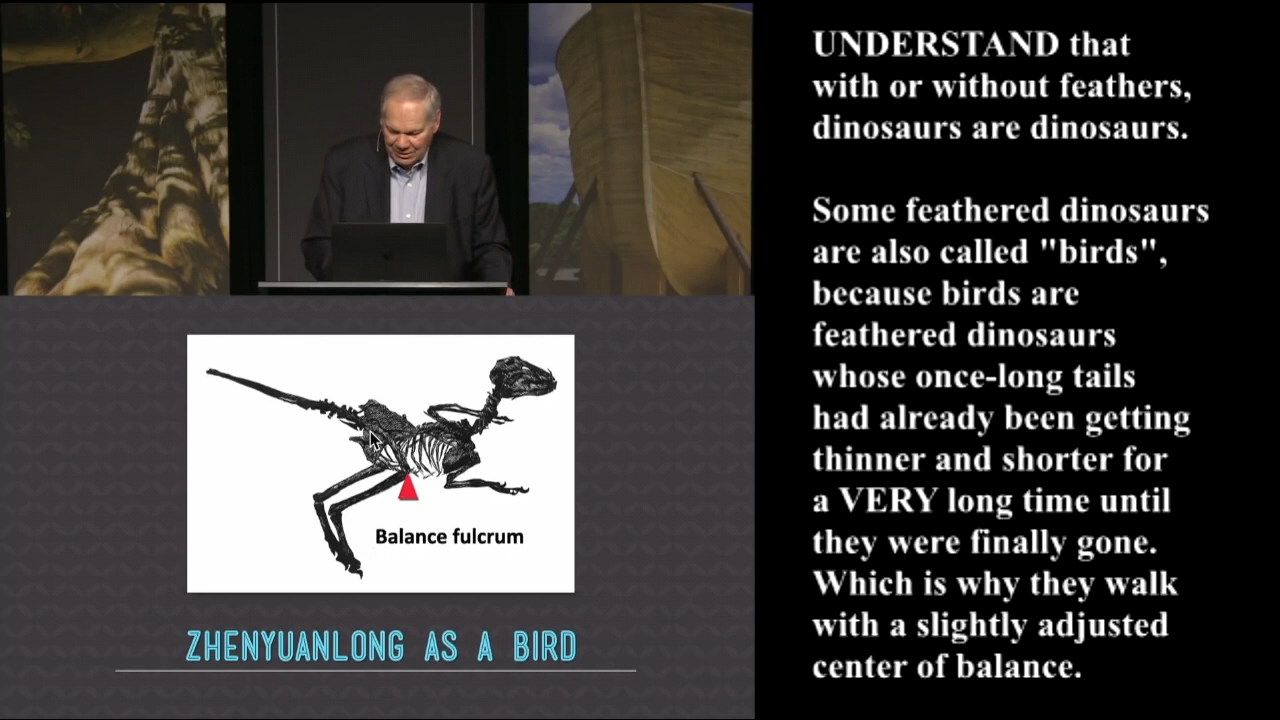 UNDERSTAND that
with or without feathers,
dinosaurs are dinosaurs.
Some feathered dinosaurs
are also called "birds",
because birds are
feathered dinosaurs
whose once-long tails
had already been getting
thinner and shorter for
a VERY long time until
they were finally gone.
Which is why they walk
with a slightly adjusted
center of balance.
Balance fulcrum
ZHENYUANLONG AS A BIRD